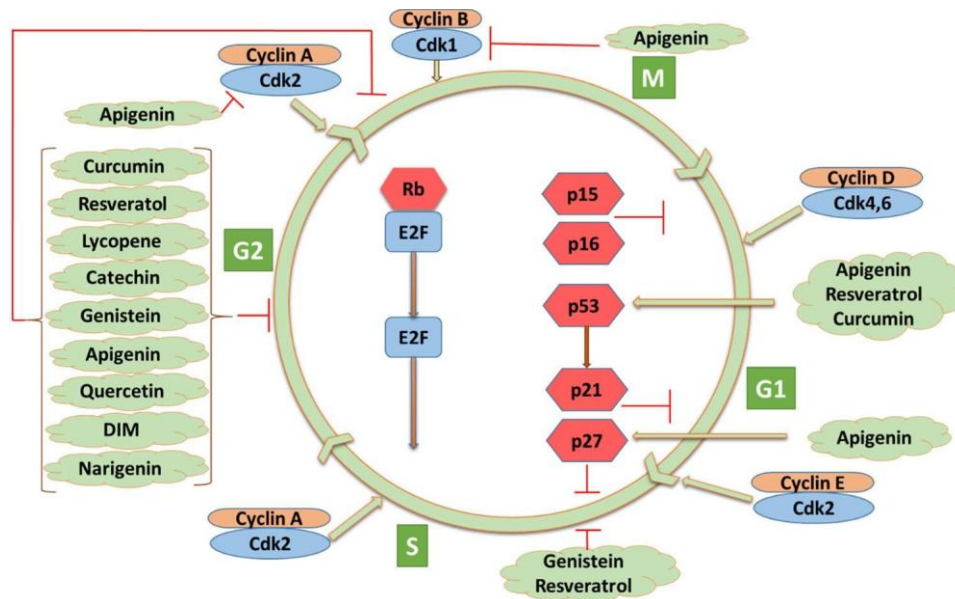 Cyclin B
Cdk1
Apigenin
M
Cyclin A
Cdk2
Apigenin
Curcumin
Resveratol
Lycopene
Catechin
Genistein
Apigenin
Quercetin
DIM
Narigenin
G2
Rb
E2F
E2F
p15
p16
p53
p21
p27
Cyclin D
Cdk4,6
Apigenin
Resveratrol
Curcumin
G1
Apigenin
Cyclin E
Cdk2
Cyclin A
Cdk2
S
Genistein
Resveratrol